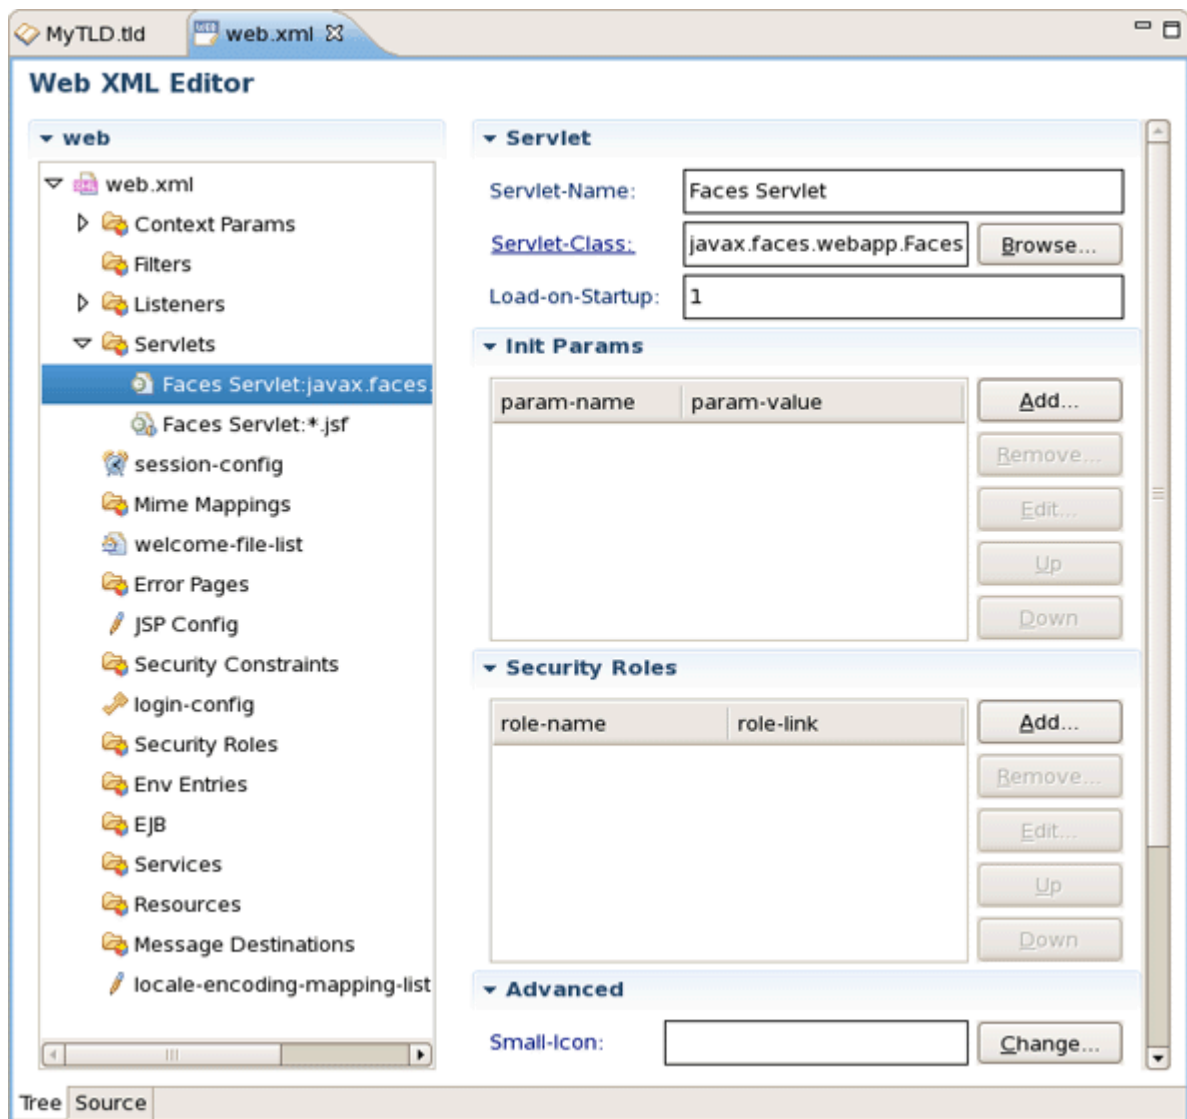 MyTLD.tld
web.xml
Web XML Editor
web
web.xml
Context Params
Filters
Listeners
Servlets
Faces Servlet:javax.faces.
Faces Servlet:*.jsf
session-config
Mime Mappings
welcome-file-list
Error Pages
JSP Config
Security Constraints
login-config
Security Roles
Env Entries
EJB
Services
Resources
Message Destinations
locale-encoding-mapping-list
Servlet
Servlet-Name: Faces Servlet
Servlet-Class: javax.faces.webapp.Faces Browse...
Load-on-Startup: 1
Init Params
param-name param-value Add...
Remove...
Edit...
Up
Down
Security Roles
role-name role-link Add...
Remove...
Edit...
Up
Down
Advanced
Small-Icon: Change...
Tree Source